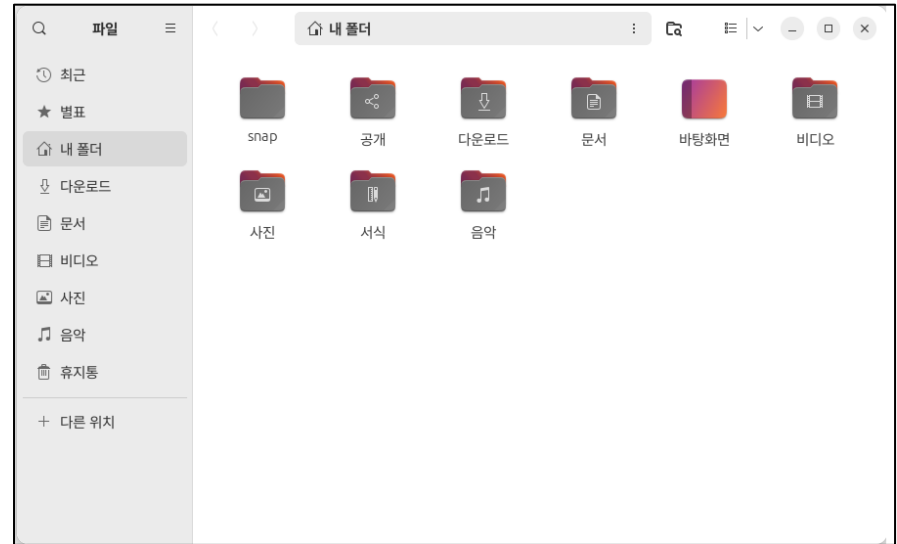 파일
내 폴더
최근
별표
내 폴더
다운로드
문서
비디오
사진
음악
휴지통
다른 위치
snap
공개
다운로드
문서
바탕화면
비디오
사진
서식
음악